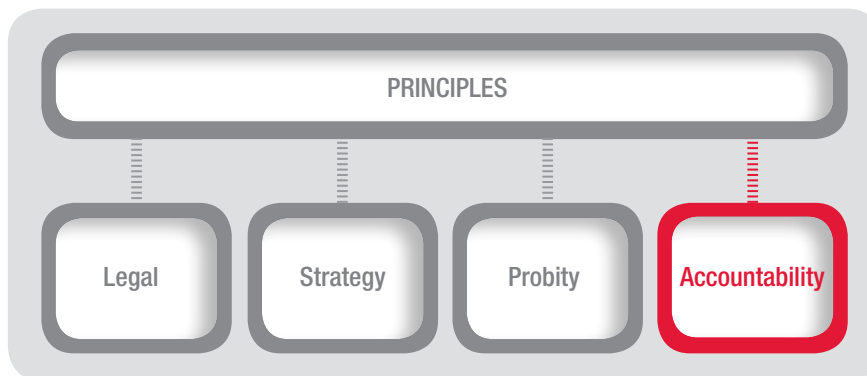 PRINCIPLES
Legal
Strategy
Probity
Accountability